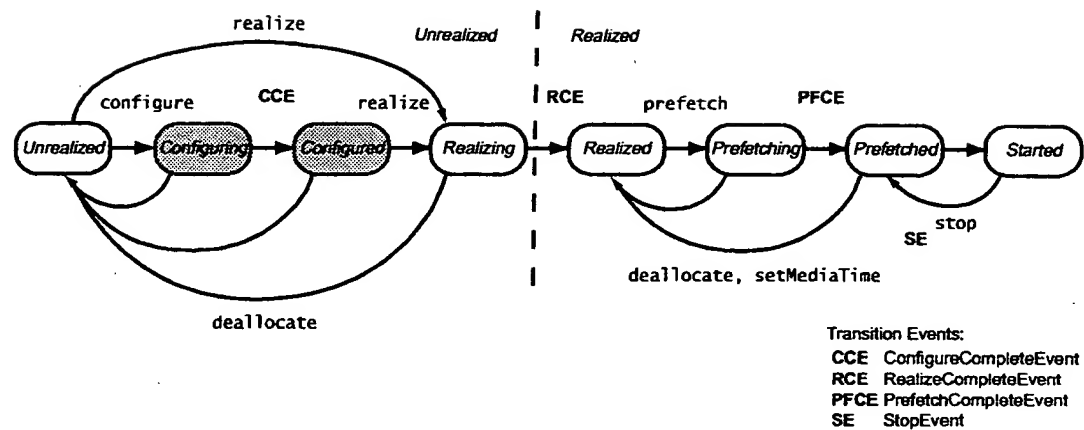 realize
Unrealized
Realized
configure
CCE
realize
RCE
prefetch
PFCE
Unrealized
Configuring
Configured
Realizing
Realized
Prefetching
Prefetched
Started
stop
SE
deallocate, setMediaTime
deallocate
Transition Events:
CCE ConfigureCompleteEvent
RCE RealizeCompleteEvent
PFCE PrefetchCompleteEvent
SE StopEvent